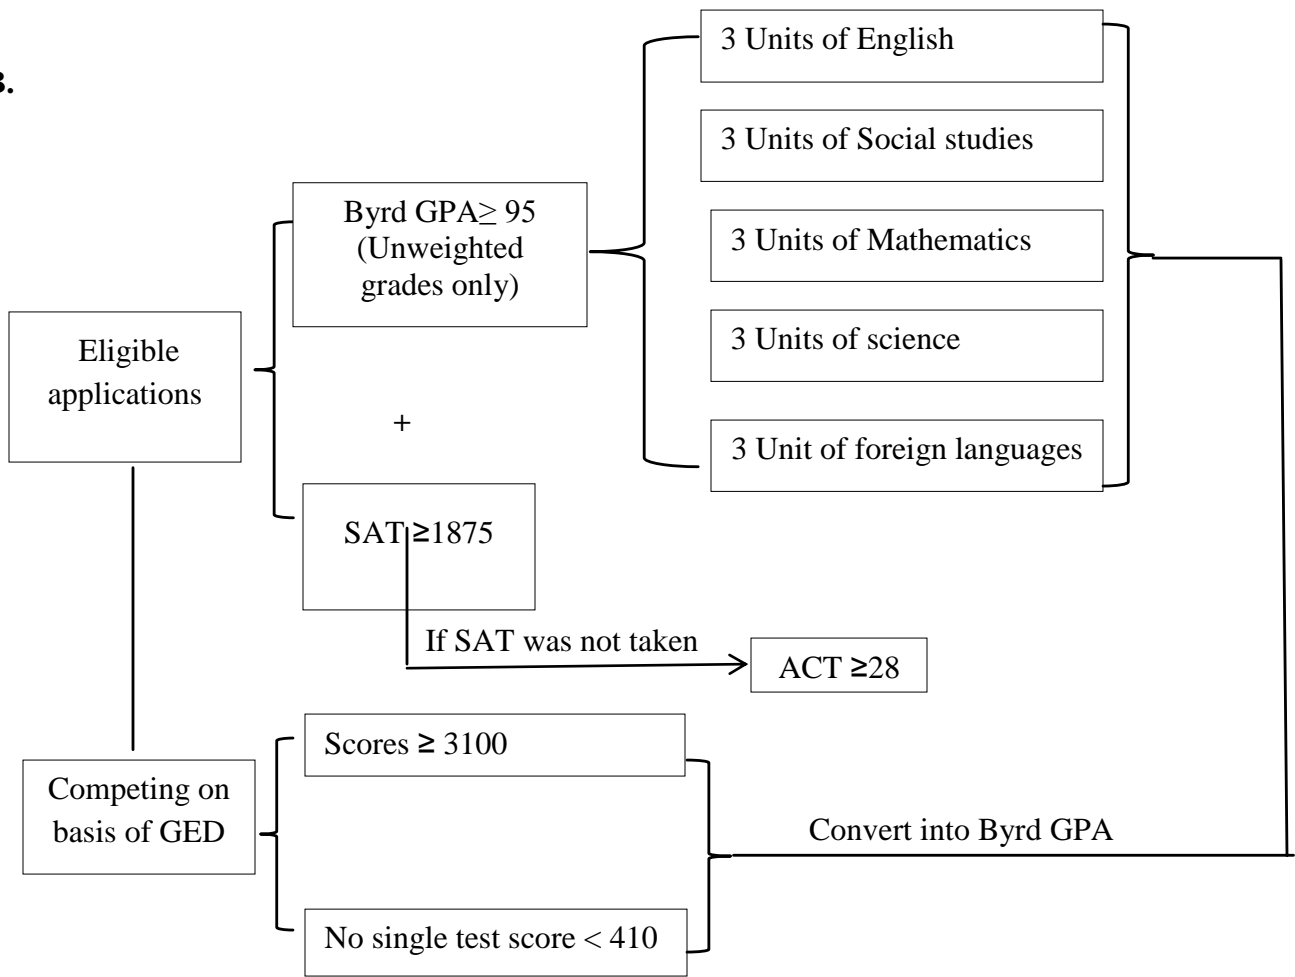 3 Units of English
3 Units of Social studies
Byrd GPA≥ 95
(Unweighted
grades only)
3 Units of Mathematics
3 Units of science
Eligible
applications
+
3 Unit of foreign languages
SAT ≥1875
If SAT was not taken
ACT ≥28
Scores ≥ 3100
Competing on
basis of GED
Convert into Byrd GPA
No single test score < 410